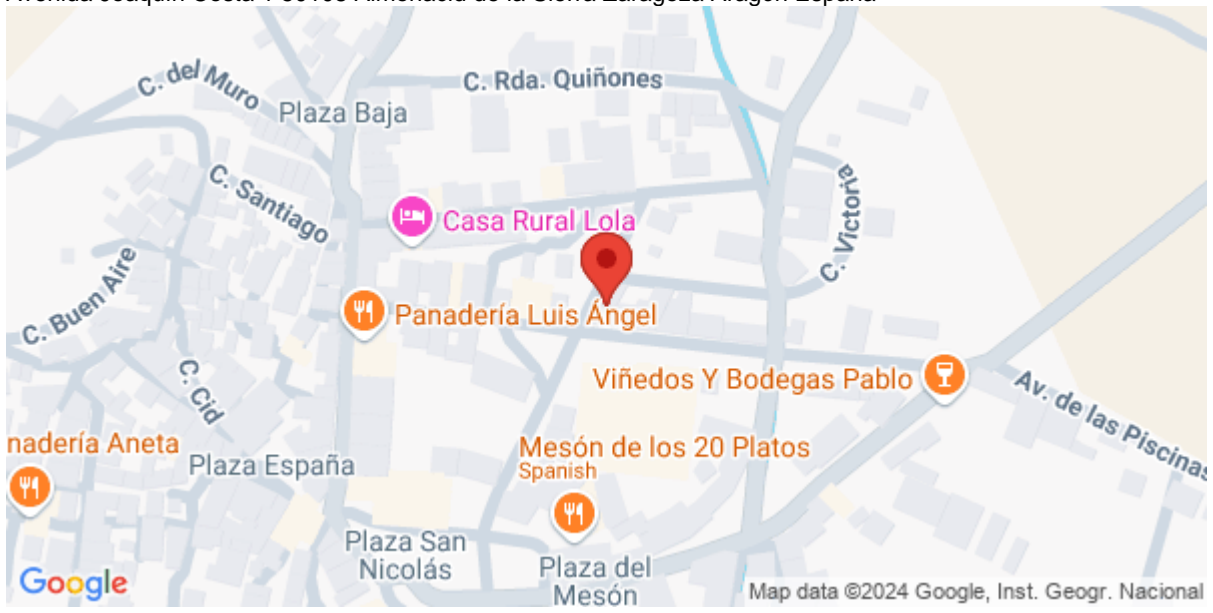 C. del Muro
C. Rda. Quiñones
Plaza Baja
C. Santiago
Casa Rural Lola
C. Victoria
C. Buen Aire
Panadería Luis Ángel
C. Cid
Viñedos Y Bodegas Pablo
Av. de las Piscinas
nadería Aneta
Mesón de los 20 Platos
Spanish
Plaza España
Plaza San
Nicolás
Plaza del
Mesón
Google
Map data ©2024 Google, Inst. Geogr. Nacional